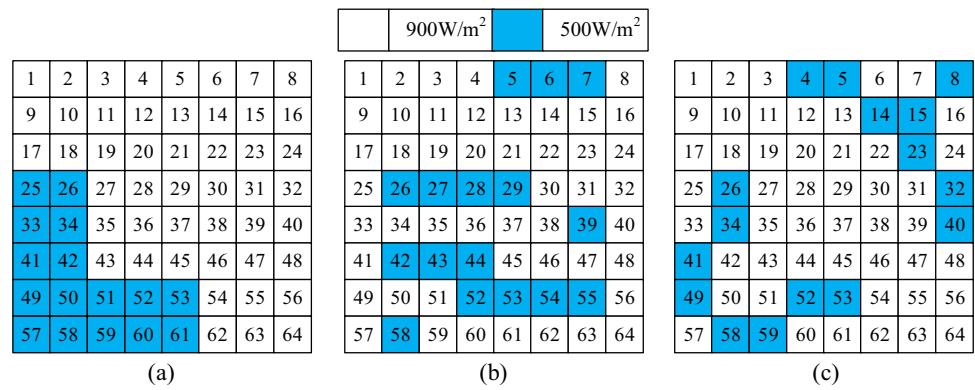 900W/m² 500W/m²
1 2 3 4 5 6 7 8 1 2 3 4 5 6 7 8 1 2 3 4 5 6 7 8
9 10 11 12 13 14 15 16 9 10 11 12 13 14 15 16 9 10 11 12 13 14 15 16
17 18 19 20 21 22 23 24 17 18 19 20 21 22 23 24 17 18 19 20 21 22 23 24
25 26 27 28 29 30 31 32 25 26 27 28 29 30 31 32 25 26 27 28 29 30 31 32
33 34 35 36 37 38 39 40 33 34 35 36 37 38 39 40 33 34 35 36 37 38 39 40
41 42 43 44 45 46 47 48 41 42 43 44 45 46 47 48 41 42 43 44 45 46 47 48
49 50 51 52 53 54 55 56 49 50 51 52 53 54 55 56 49 50 51 52 53 54 55 56
57 58 59 60 61 62 63 64 57 58 59 60 61 62 63 64 57 58 59 60 61 62 63 64
(a) (b) (c)